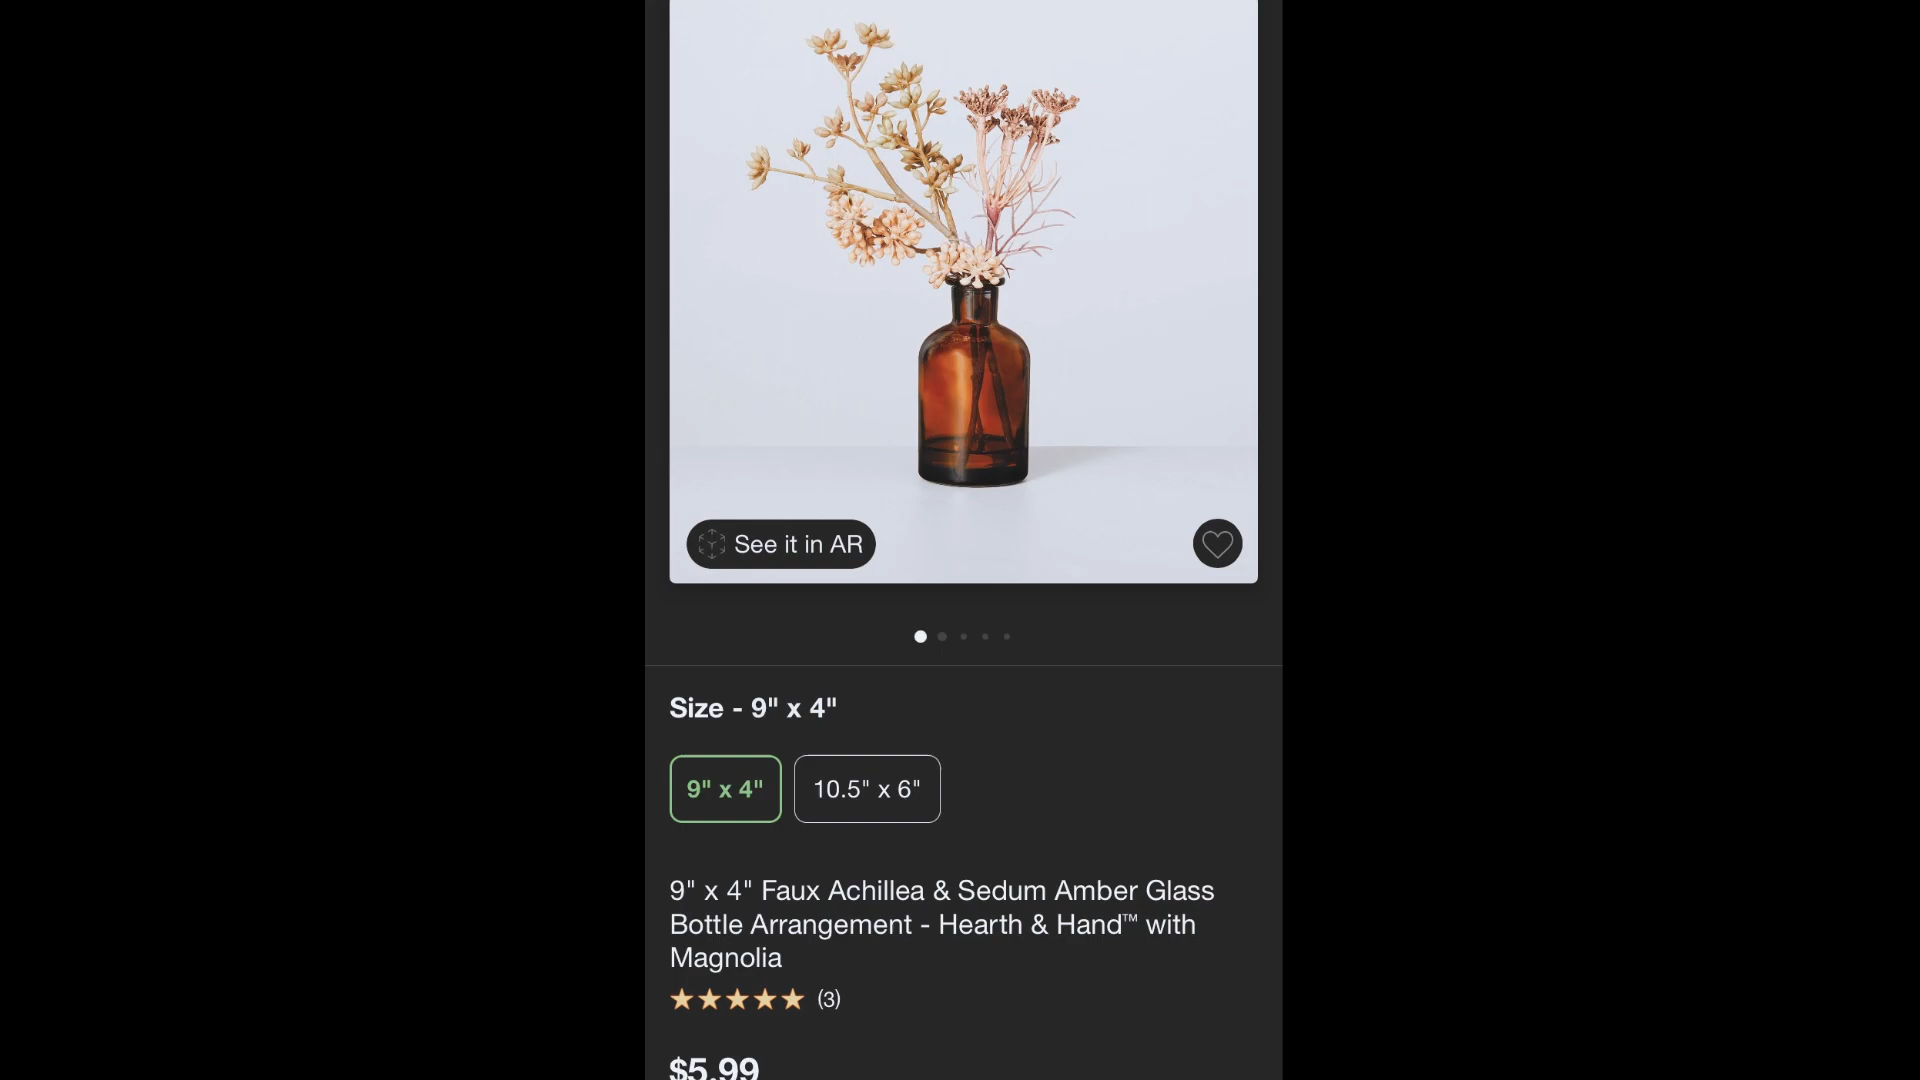 See it in AR
Size - 9" x 4"
9" x 4"
10.5" x 6"
9" x 4" Faux Achillea & Sedum Amber Glass
Bottle Arrangement - Hearth & Hand™ with
Magnolia
(3)
$5.99